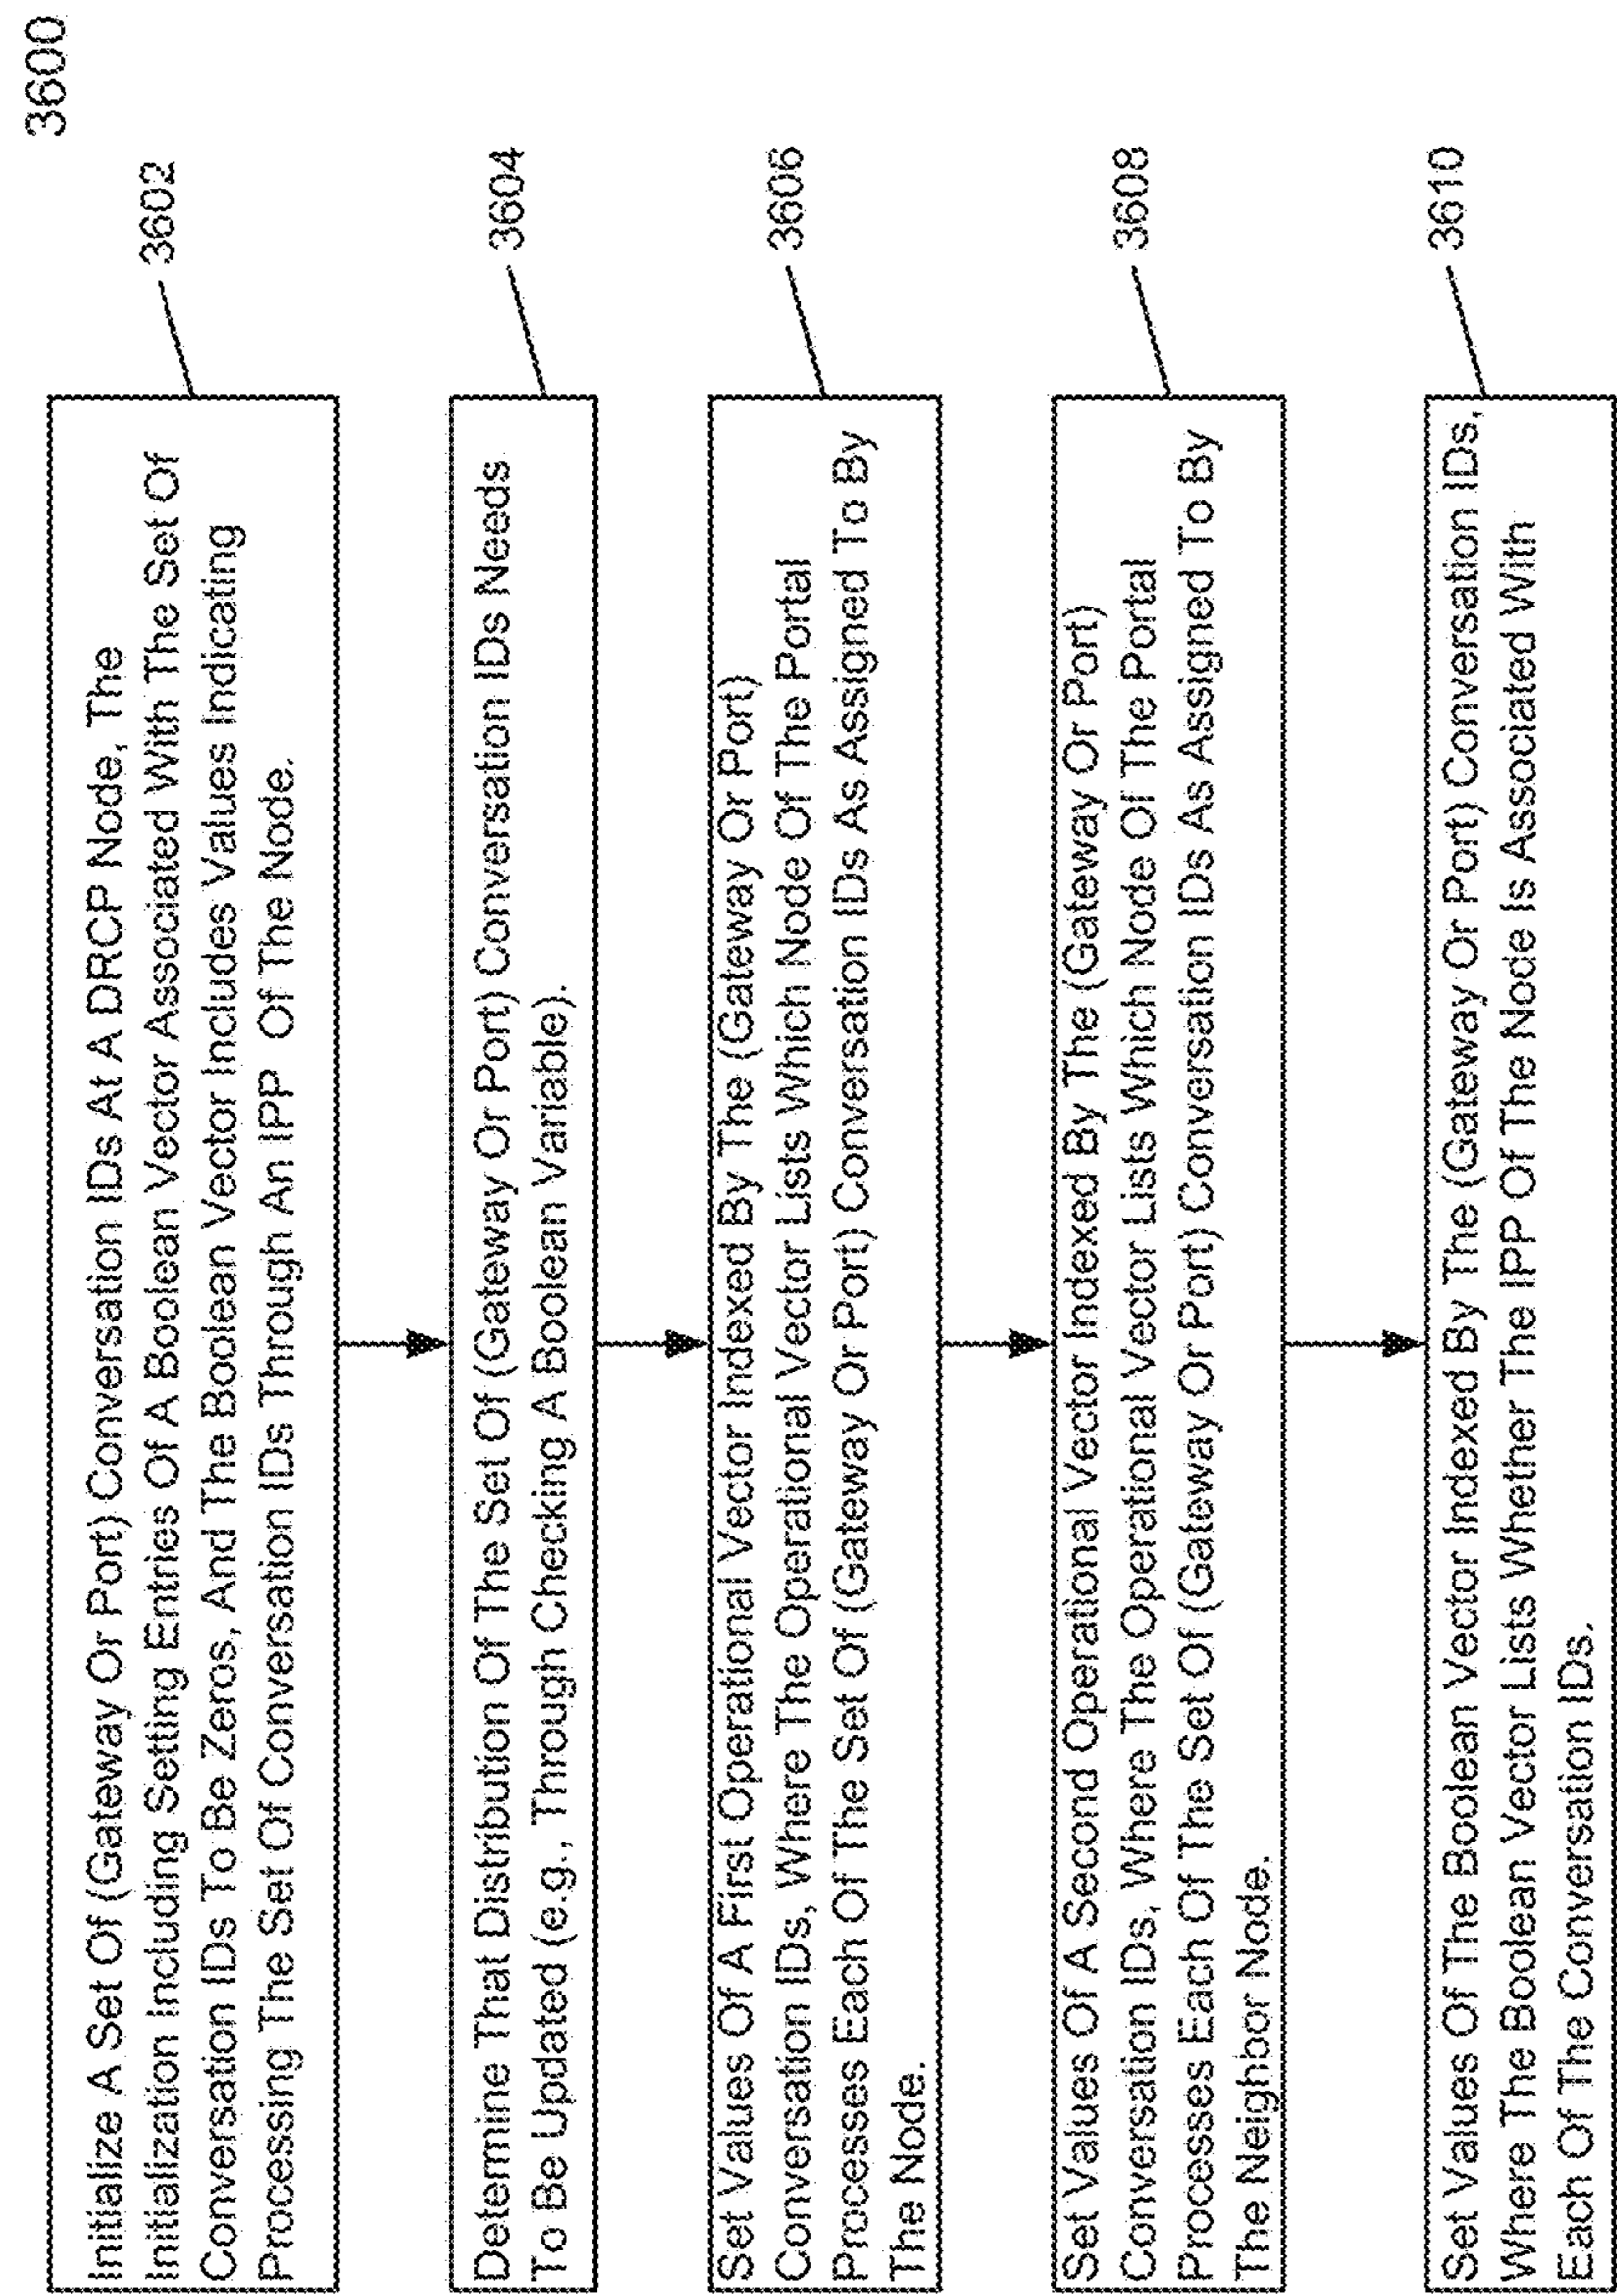 3600
3602
Initialize A Set Of (Gateway Or Port) Conversation IDs At A DRCP Node, The
Initialization Including Setting Entries Of A Boolean Vector Associated With The Set Of
Conversation IDs To Be Zeros, And The Boolean Vector Includes Values Indicating
Processing The Set Of Conversation IDs Through An IPP Of The Node.
3604
Determine That Distribution Of The Set Of (Gateway Or Port) Conversation IDs Needs
To Be Updated (e.g., Through Checking A Boolean Variable).
3606
Set Values Of A First Operational Vector Indexed By The (Gateway Or Port)
Conversation IDs, Where The Operational Vector Lists Which Node Of The Portal
Processes Each Of The Set Of (Gateway Or Port) Conversation IDs As Assigned To By
The Node.
3608
Set Values Of A Second Operational Vector Indexed By The (Gateway Or Port)
Conversation IDs, Where The Operational Vector Lists Which Node Of The Portal
Processes Each Of The Set Of (Gateway Or Port) Conversation IDs As Assigned To By
The Neighbor Node.
3610
Set Values Of The Boolean Vector Indexed By The (Gateway Or Port) Conversation IDs,
Where The Boolean Vector Lists Whether The IPP Of The Node Is Associated With
Each Of The Conversation IDs.